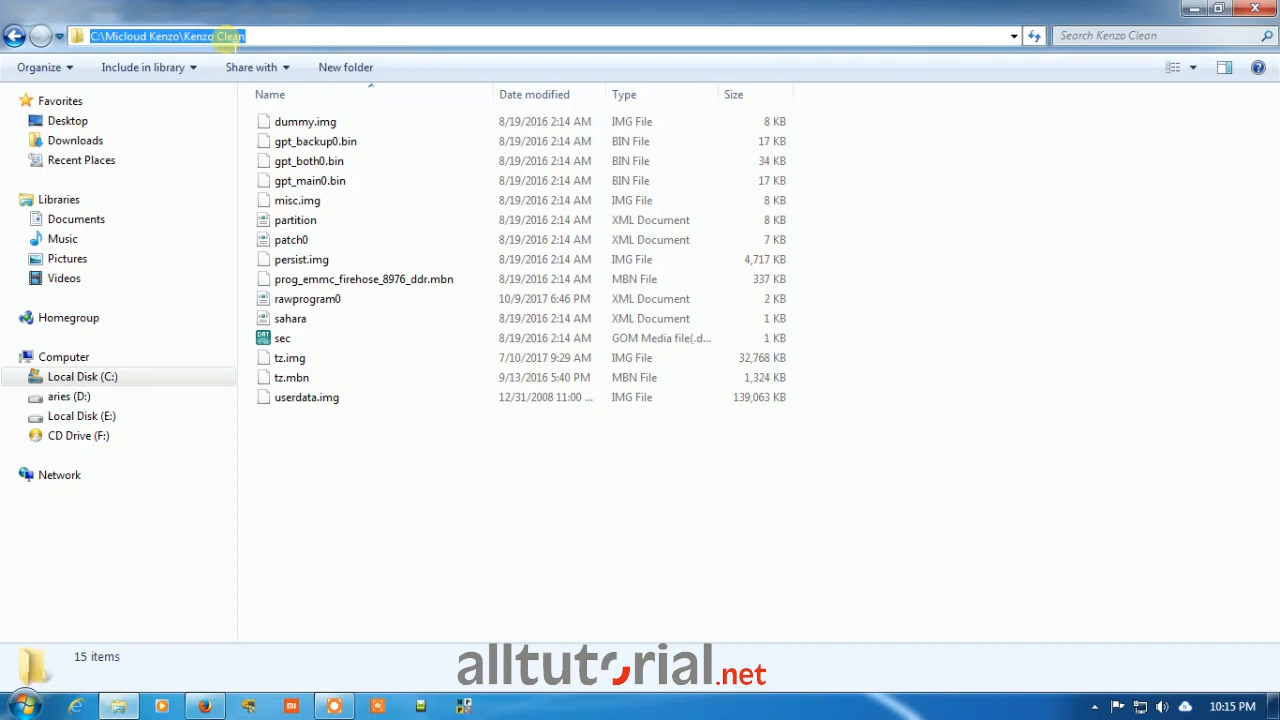 C:\Micloud Kenzo\Kenzo Clean
Search Kenzo Clean
Organize Include in library Share with New folder
Favorites
Desktop
Downloads
Recent Places
Libraries
Documents
Music
Pictures
Videos
Homegroup
Computer
Local Disk (C:)
aries (D:)
Local Disk (E:)
CD Drive (F:)
Network
Name Date modified Type Size
dummy.img 8/19/2016 2:14 AM IMG File 8 KB
gpt_backup0.bin 8/19/2016 2:14 AM BIN File 17 KB
gpt_both0.bin 8/19/2016 2:14 AM BIN File 34 KB
gpt_main0.bin 8/19/2016 2:14 AM BIN File 17 KB
misc.img 8/19/2016 2:14 AM IMG File 8 KB
partition 8/19/2016 2:14 AM XML Document 8 KB
patch0 8/19/2016 2:14 AM XML Document 7 KB
persist.img 8/19/2016 2:14 AM IMG File 4,717 KB
prog_emmc_firehose_8976_ddr.mbn 8/19/2016 2:14 AM MBN File 337 KB
rawprogram0 10/9/2017 6:46 PM XML Document 2 KB
sahara 8/19/2016 2:14 AM XML Document 1 KB
sec 8/19/2016 2:14 AM GOM Media file(.d... 1 KB
tz.img 7/10/2017 9:29 AM IMG File 32,768 KB
tz.mbn 9/13/2016 5:40 PM MBN File 1,324 KB
userdata.img 12/31/2008 11:00 ... IMG File 139,063 KB
15 items
alltutorial.net
10:15 PM